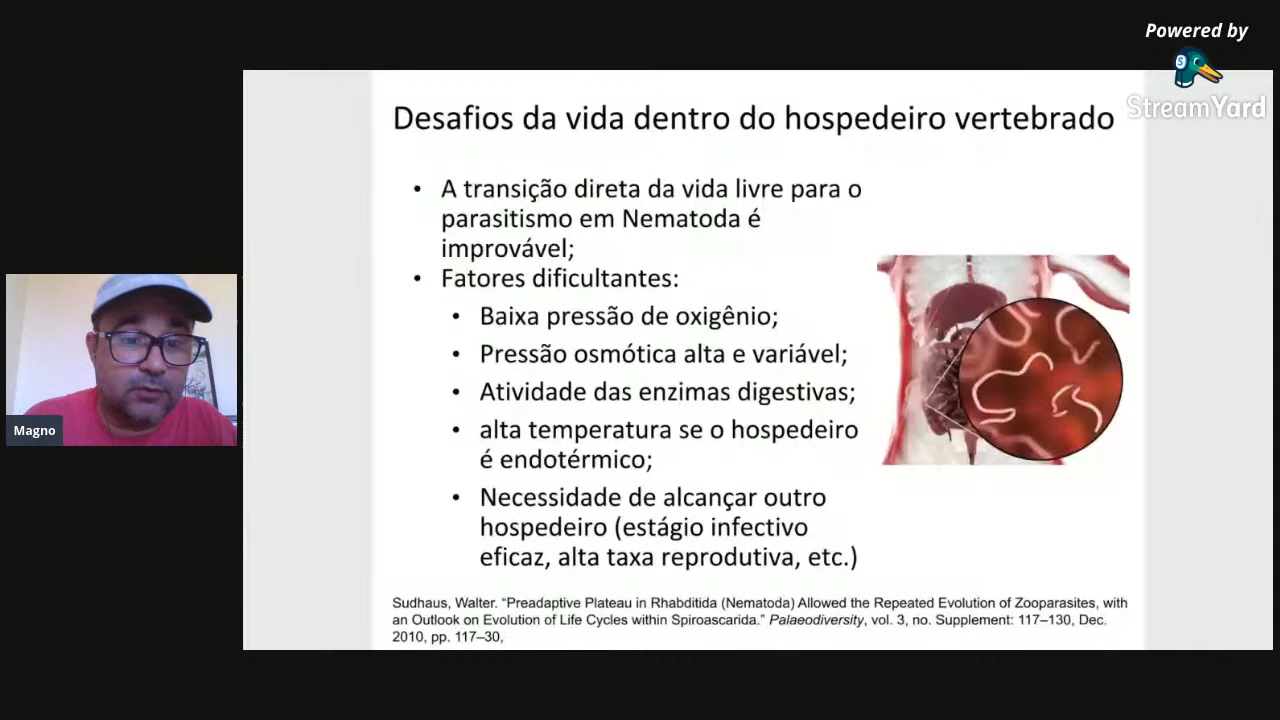 Powered by
StreamYard
Desafios da vida dentro do hospedeiro vertebrado
• A transição direta da vida livre para o
parasitismo em Nematoda é
improvável;
• Fatores dificultantes:
• Baixa pressão de oxigênio;
• Pressão osmótica alta e variável;
• Atividade das enzimas digestivas;
• alta temperatura se o hospedeiro
é endotérmico;
• Necessidade de alcançar outro
hospedeiro (estágio infectivo
eficaz, alta taxa reprodutiva, etc.)
Magno
Sudhaus, Walter. “Preadaptive Plateau in Rhabditida (Nematoda) Allowed the Repeated Evolution of Zooparasites, with
an Outlook on Evolution of Life Cycles within Spiroascarida.” Palaeodiversity, vol. 3, no. Supplement: 117–130, Dec.
2010, pp. 117–30,